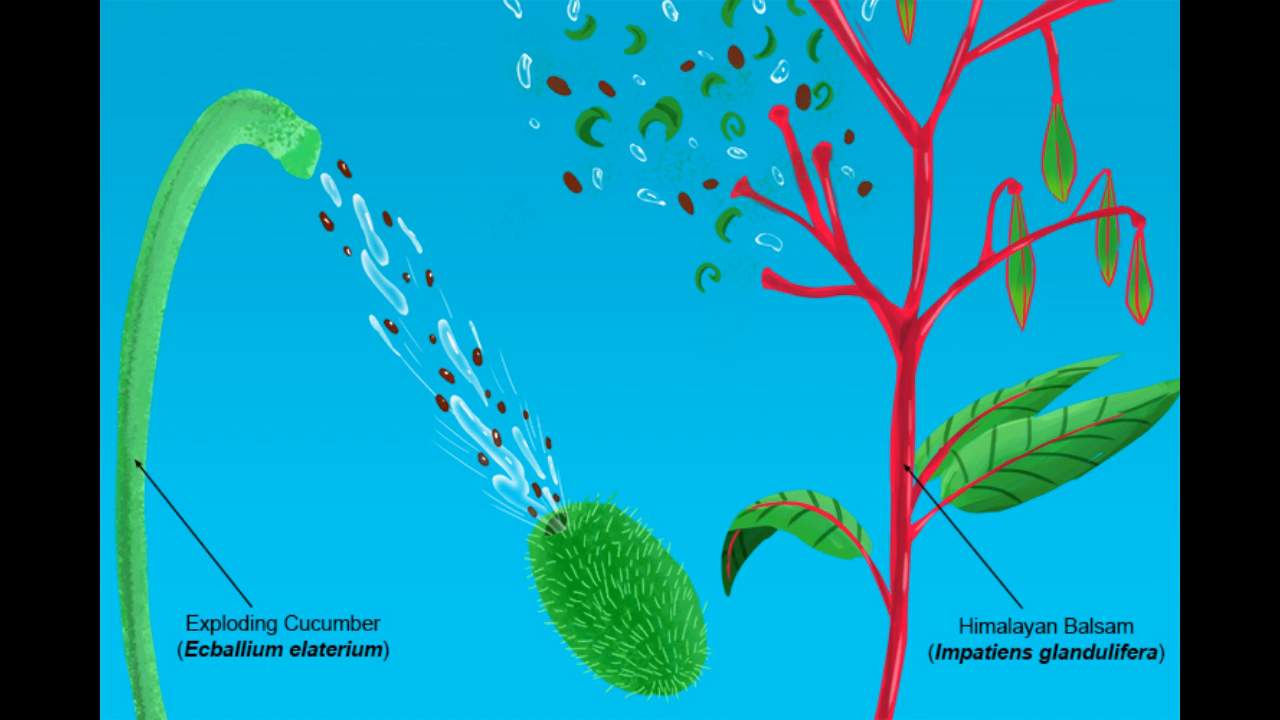 Exploding Cucumber
(Ecballium elaterium)
Himalayan Balsam
(Impatiens glandulifera)